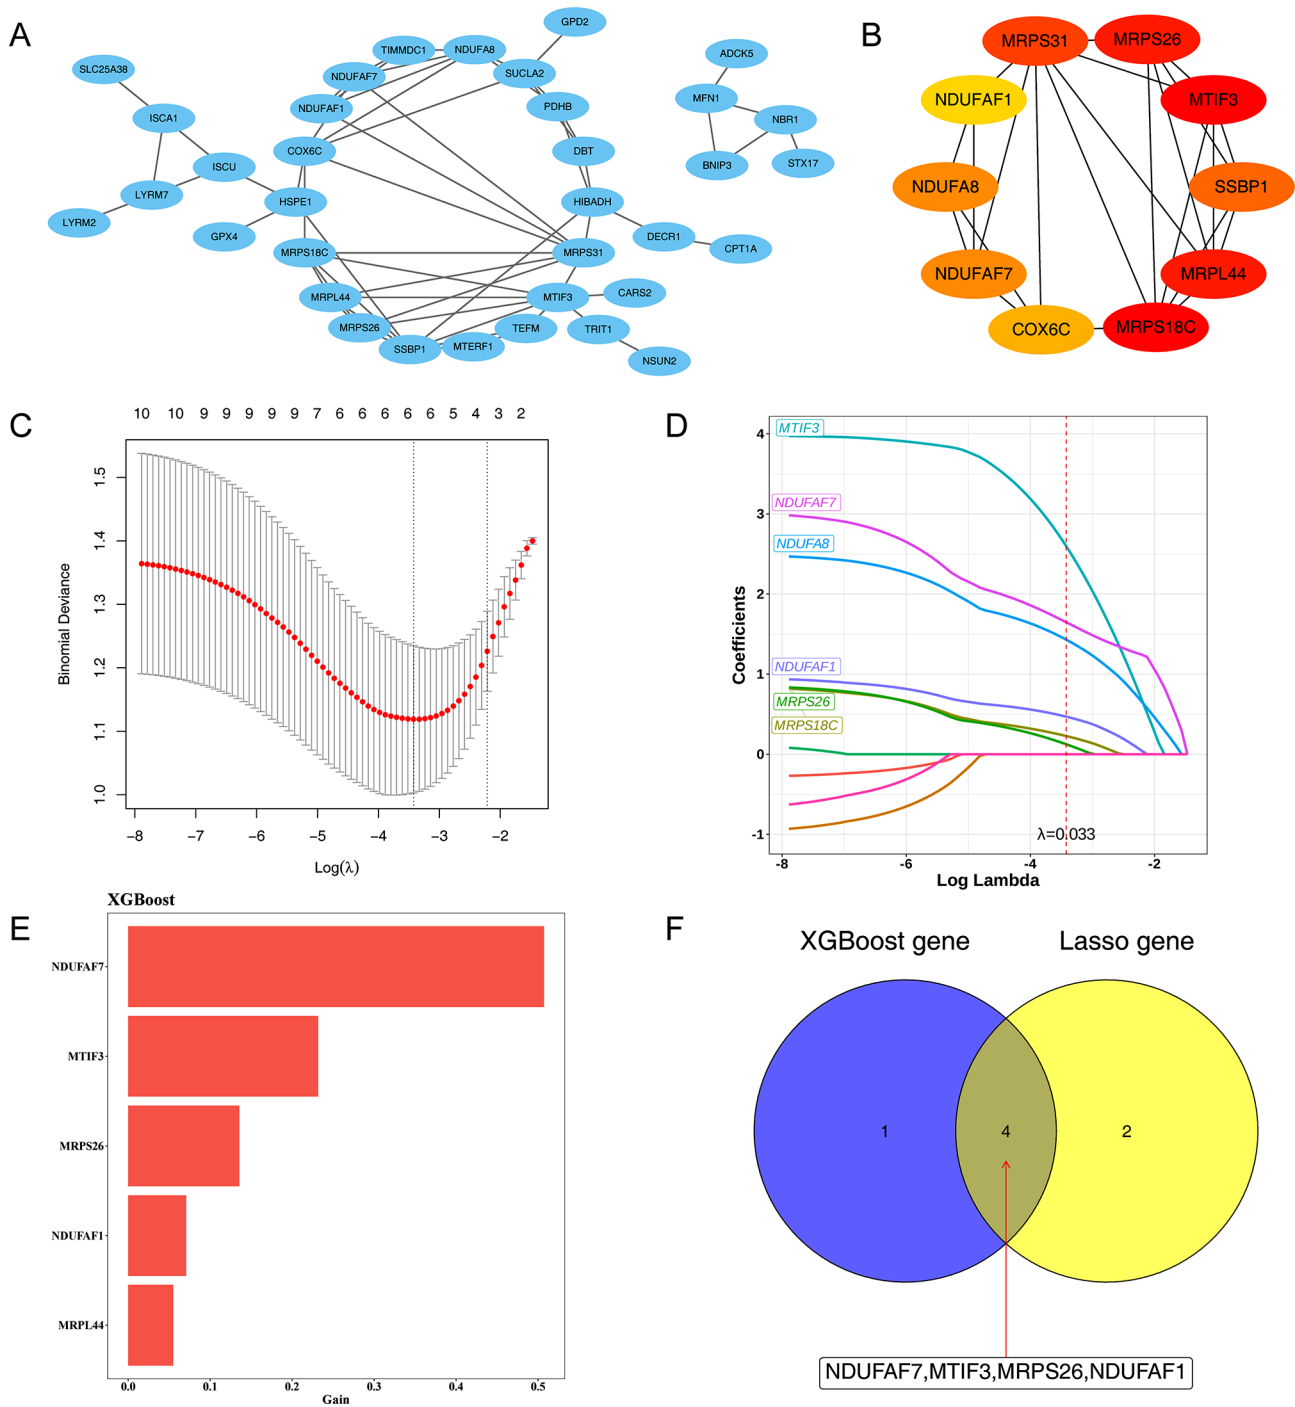 A
SLC25A38
ISCA1
ISCU
LYRM7
LYRM2
GPX4
HSPE1
TIMMDC1
NDUFA8
NDUFAF7
NDUFAF1
COX6C
GPD2
SUCLA2
PDHB
DBT
HIBADH
DECR1
CPT1A
MRPS18C
MRPS31
MRPL44
MTIF3
CARS2
MRPS26
TEFM
TRIT1
SSBP1
MTERF1
NSUN2
ADCK5
MFN1
NBR1
BNIP3
STX17
B
MRPS31
MRPS26
NDUFAF1
MTIF3
NDUFA8
SSBP1
NDUFAF7
MRPL44
COX6C
MRPS18C
C
10 10 9 9 9 9 9 7 6 6 6 6 6 5 4 3 2
Binomial Deviance
1.5
1.4
1.3
1.2
1.1
1.0
−8 −7 −6 −5 −4 −3 −2
Log(λ)
D
MTIF3
NDUFAF7
NDUFA8
NDUFAF1
MRPS26
MRPS18C
Coefficients
4
3
2
1
0
-1
λ=0.033
-8 -6 -4 -2
Log Lambda
E
XGBoost
NDUFAF7
MTIF3
MRPS26
NDUFAF1
MRPL44
0.0 0.1 0.2 0.3 0.4 0.5
Gain
F
XGBoost gene Lasso gene
1 4 2
NDUFAF7,MTIF3,MRPS26,NDUFAF1